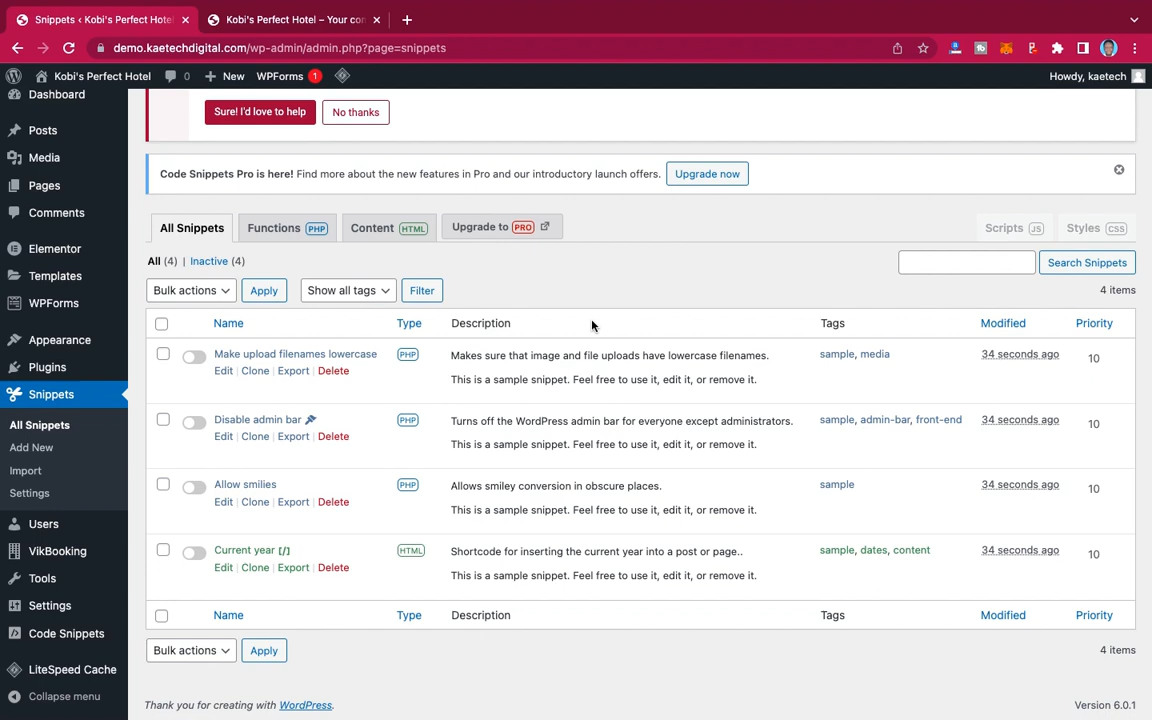 Snippets ‹ Kobi's Perfect Hotel
Kobi's Perfect Hotel – Your con
demo.kaetechdigital.com/wp-admin/admin.php?page=snippets
Kobi's Perfect Hotel 0 New WPForms 1
Howdy, kaetech
Dashboard
Posts
Media
Pages
Comments
Elementor
Templates
WPForms
Appearance
Plugins
Snippets
All Snippets
Add New
Import
Settings
Users
VikBooking
Tools
Settings
Code Snippets
LiteSpeed Cache
Collapse menu
Sure! I'd love to help No thanks
Code Snippets Pro is here! Find more about the new features in Pro and our introductory launch offers. Upgrade now
All Snippets Functions PHP Content HTML Upgrade to PRO Scripts JS Styles CSS
All (4) | Inactive (4)
Search Snippets
Bulk actions Apply Show all tags Filter
4 items
Name Type Description Tags Modified Priority
Make upload filenames lowercase PHP Makes sure that image and file uploads have lowercase filenames. sample, media 34 seconds ago 10
Edit | Clone | Export | Delete
This is a sample snippet. Feel free to use it, edit it, or remove it.
Disable admin bar PHP Turns off the WordPress admin bar for everyone except administrators. sample, admin-bar, front-end 34 seconds ago 10
Edit | Clone | Export | Delete
This is a sample snippet. Feel free to use it, edit it, or remove it.
Allow smilies PHP Allows smiley conversion in obscure places. sample 34 seconds ago 10
Edit | Clone | Export | Delete
This is a sample snippet. Feel free to use it, edit it, or remove it.
Current year [/] HTML Shortcode for inserting the current year into a post or page.. sample, dates, content 34 seconds ago 10
Edit | Clone | Export | Delete
This is a sample snippet. Feel free to use it, edit it, or remove it.
Name Type Description Tags Modified Priority
Bulk actions Apply
4 items
Thank you for creating with WordPress.
Version 6.0.1